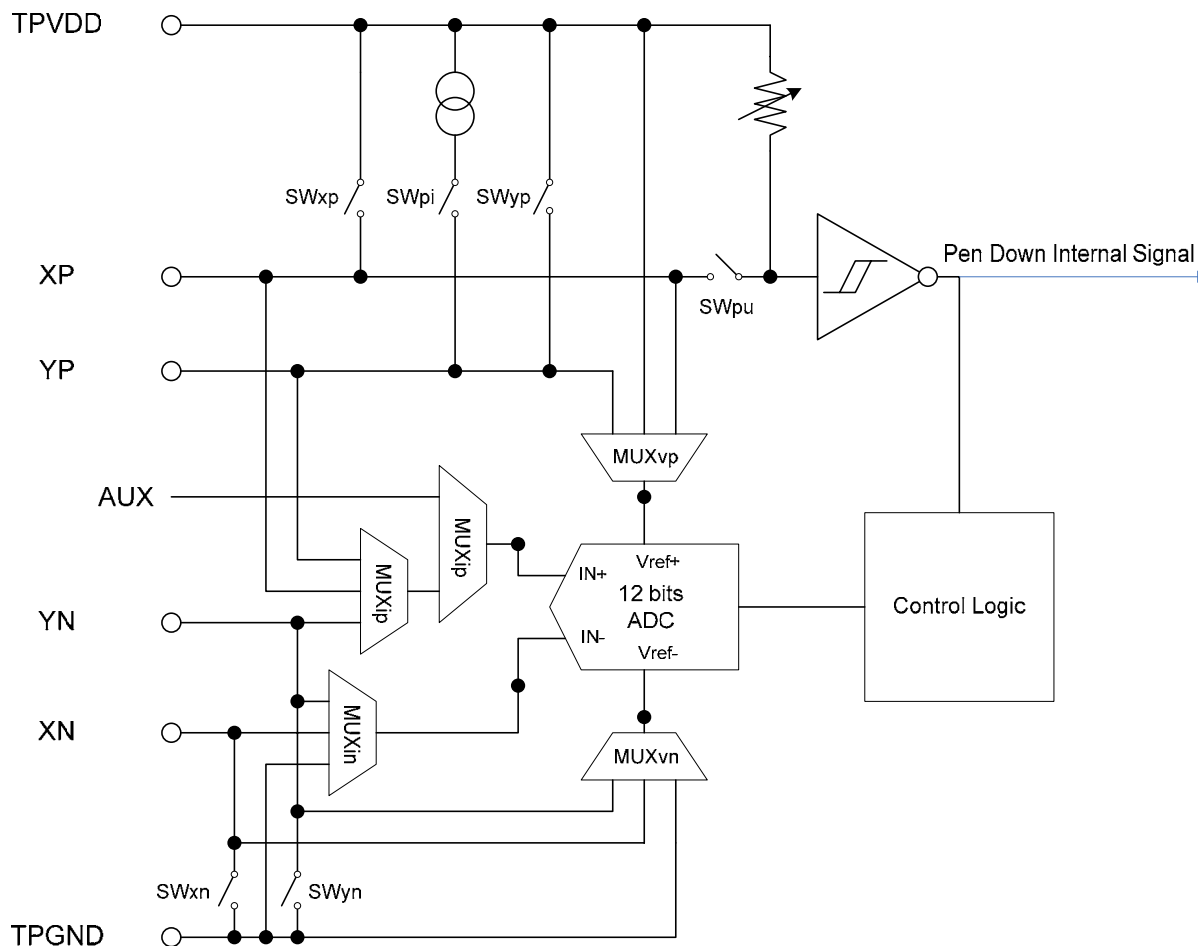 TPVDD
SWxp
SWpi
SWyp
XP
Pen Down Internal Signal
SWpu
YP
MUXvp
AUX
MUXip
MUXip
IN+
Vref+
12 bits
ADC
IN-
Vref-
Control Logic
YN
XN
MUXin
MUXvn
SWxn
SWyn
TPGND